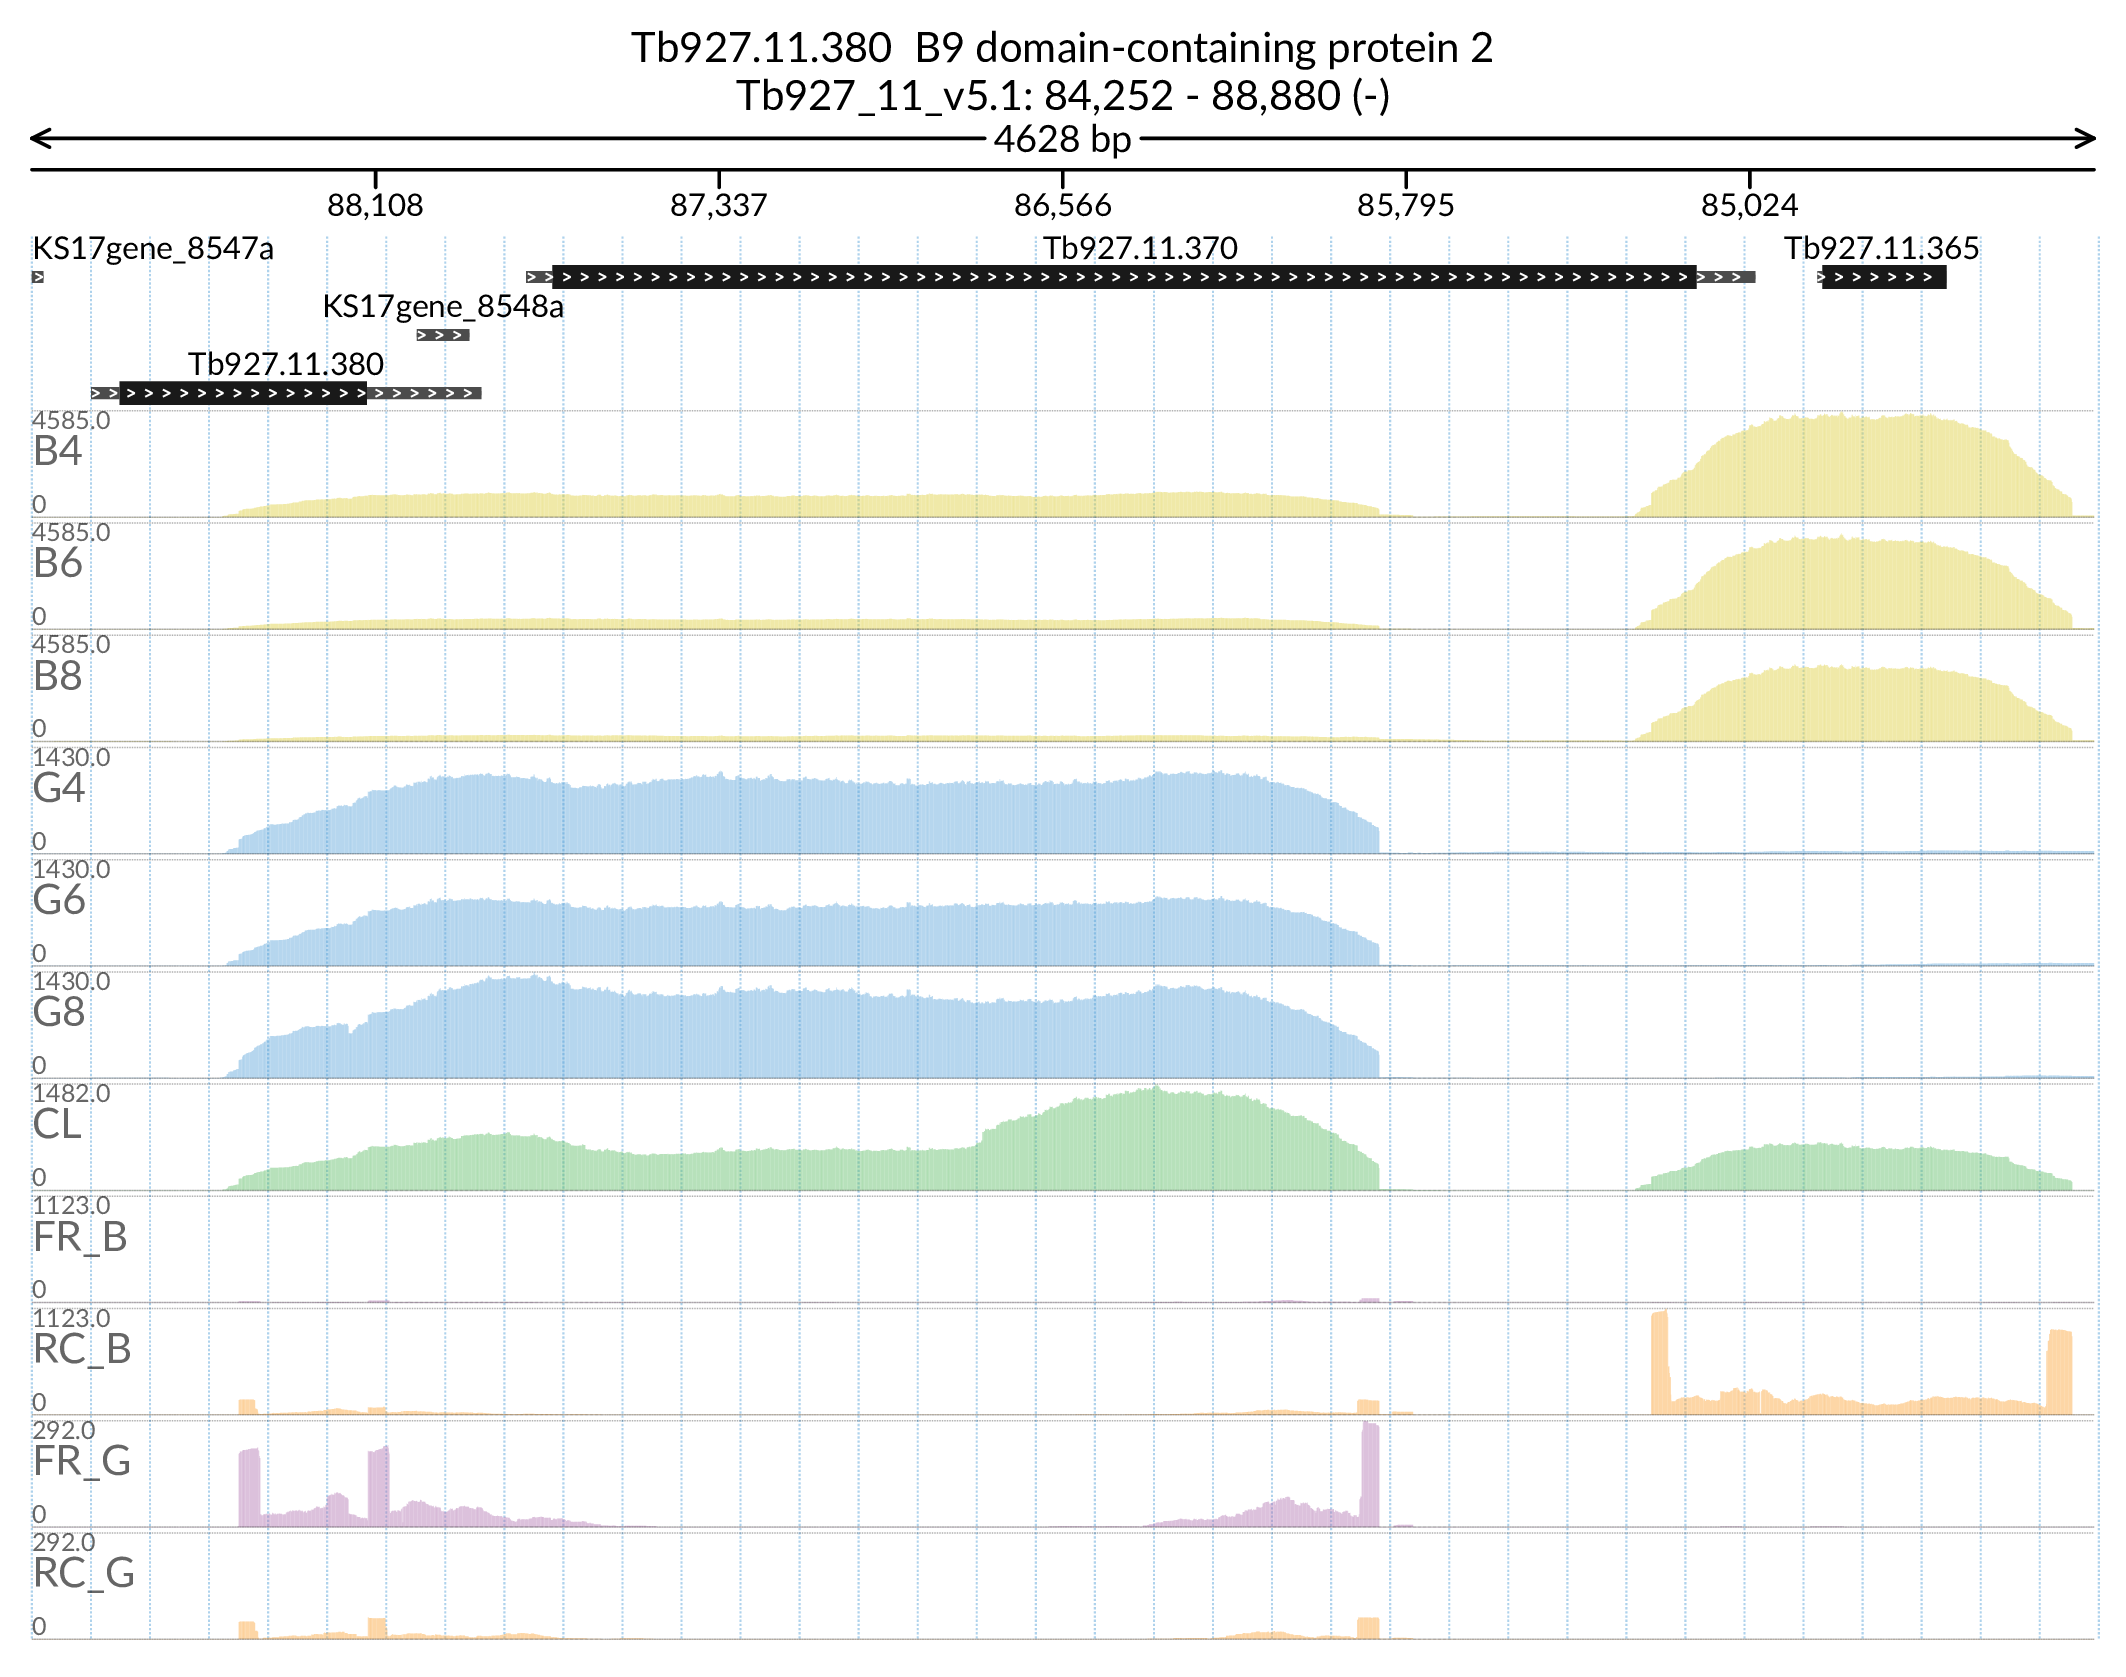 Tb927.11.380  B9 domain-containing protein 2
Tb927_11_v5.1: 84,252 - 88,880 (-)
4628 bp
88,108 87,337 86,566 85,795 85,024
KS17gene_8547a Tb927.11.370 Tb927.11.365
KS17gene_8548a
Tb927.11.380
4585.0
B4
0
4585.0
B6
0
4585.0
B8
0
1430.0
G4
0
1430.0
G6
0
1430.0
G8
0
1482.0
CL
0
1123.0
FR_B
0
1123.0
RC_B
0
292.0
FR_G
0
292.0
RC_G
0